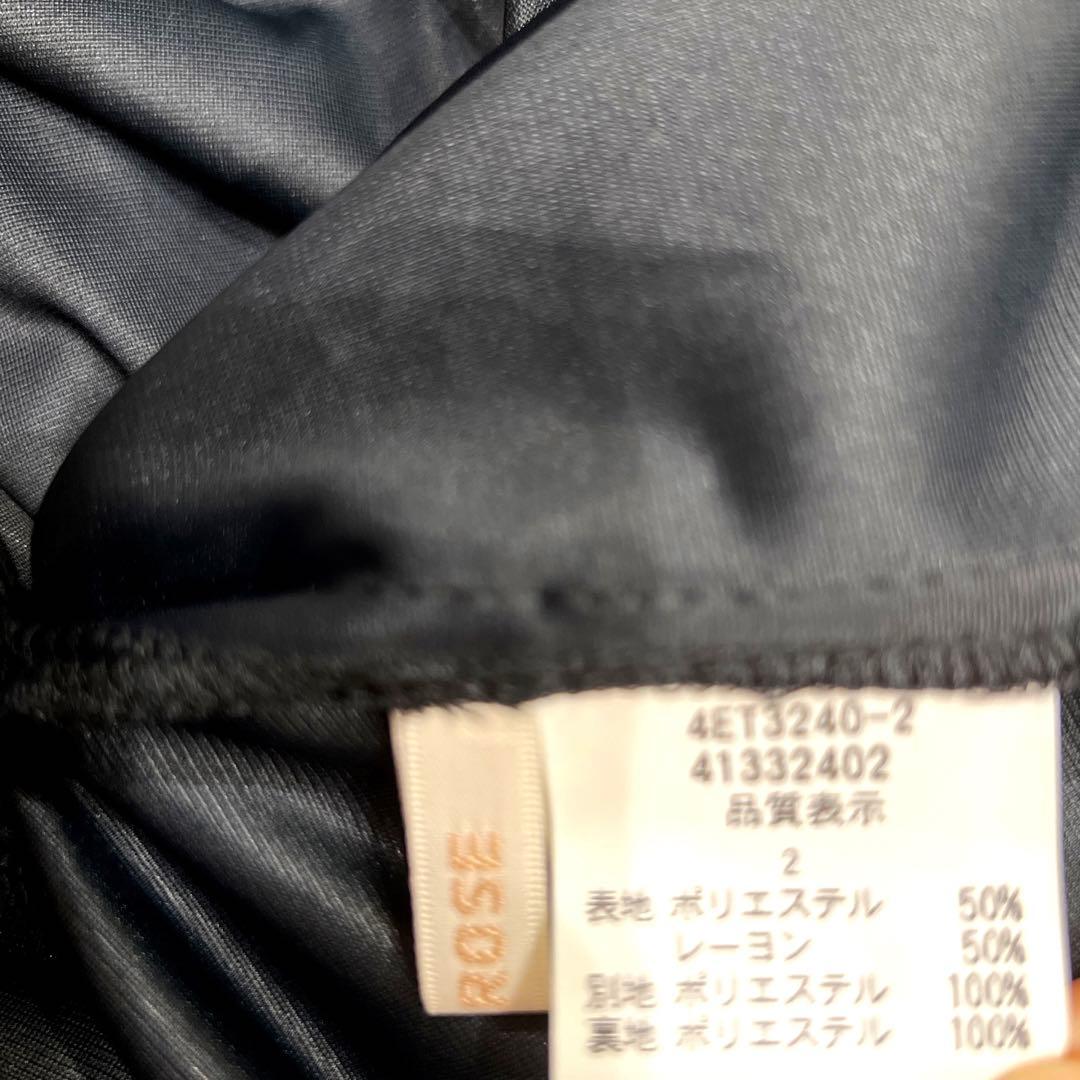 ROSE
4ET3240-2
41332402
品質表示
2
表地 ポリエステル 50%
レーヨン 50%
別地 ポリエステル 100%
裏地 ポリエステル 100%